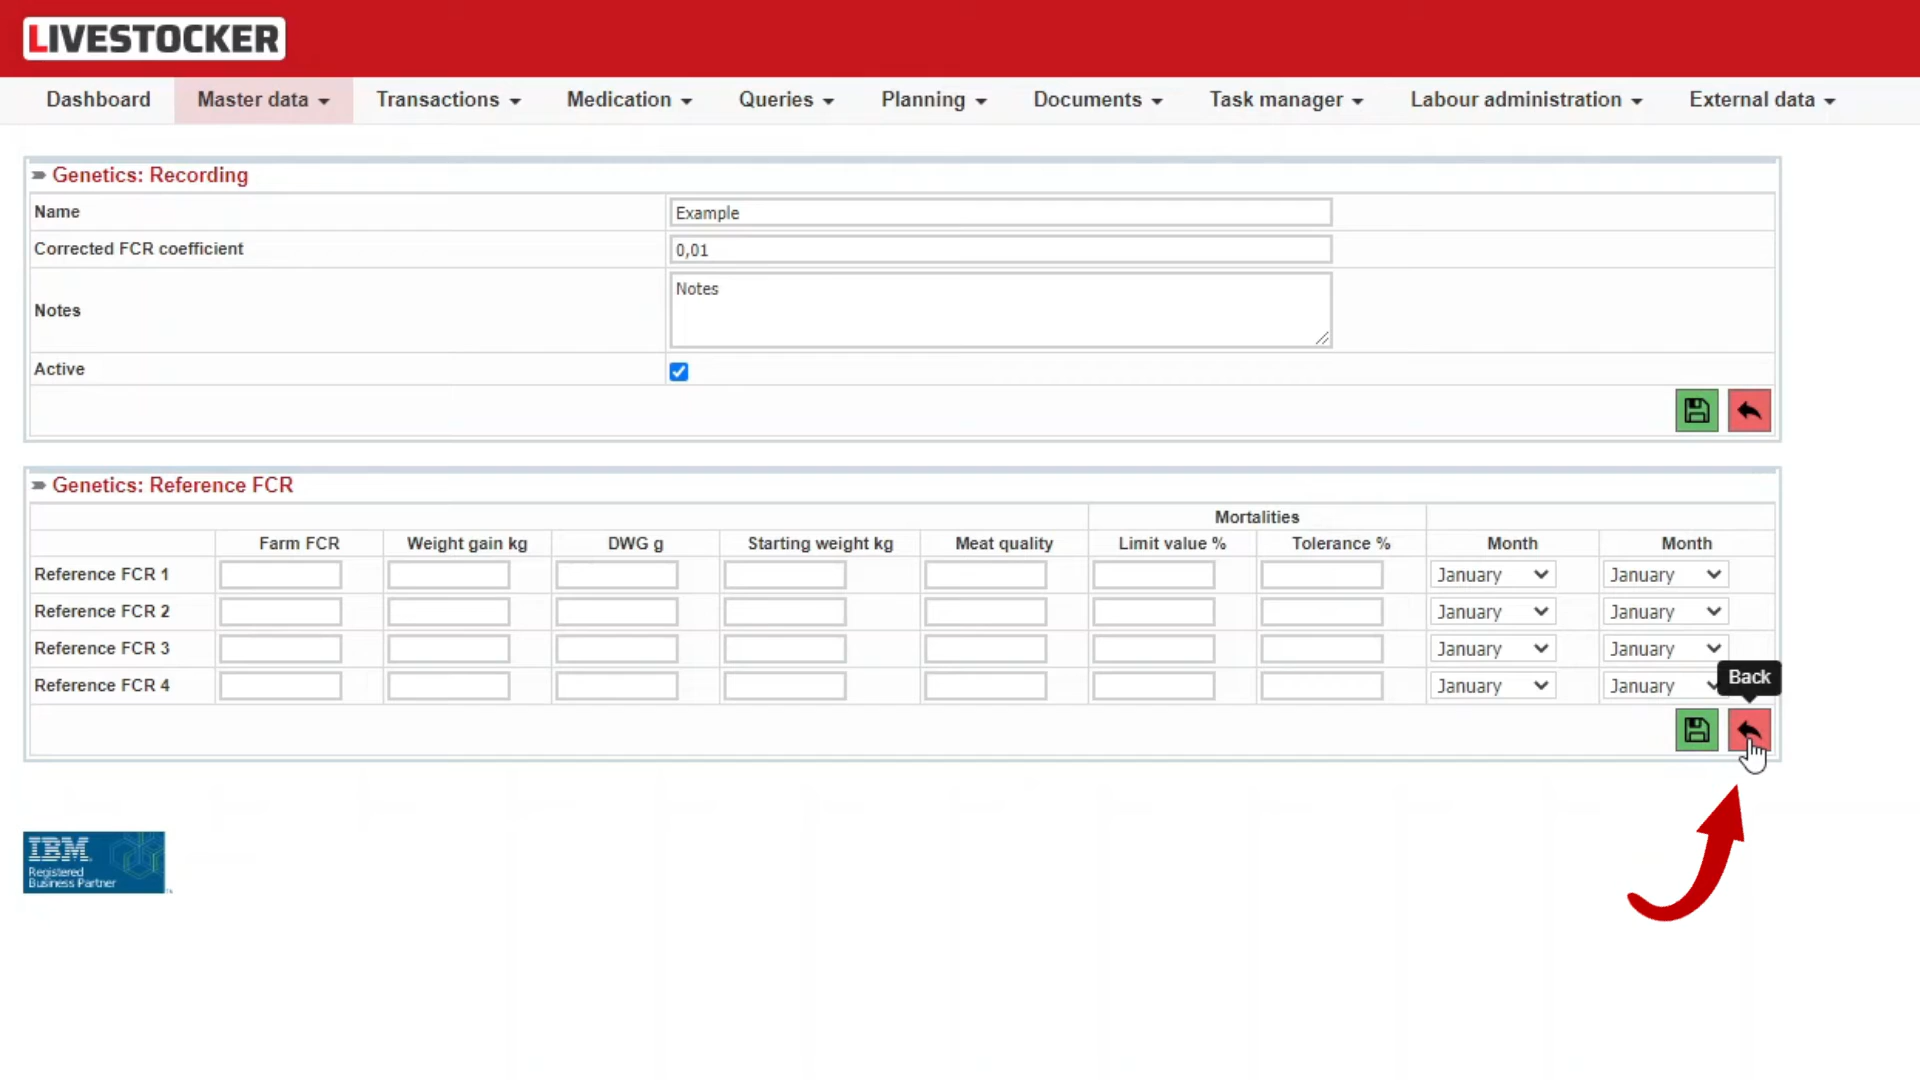 LIVESTOCKER
Dashboard Master data Transactions Medication Queries Planning Documents Task manager Labour administration External data
Genetics: Recording
Name Example
Corrected FCR coefficient 0,01
Notes Notes
Active
Genetics: Reference FCR
Mortalities
Farm FCR Weight gain kg DWG g Starting weight kg Meat quality Limit value % Tolerance % Month Month
Reference FCR 1 January January
Reference FCR 2 January January
Reference FCR 3 January January
Reference FCR 4 January January
Back
IBM
Registered
Business Partner